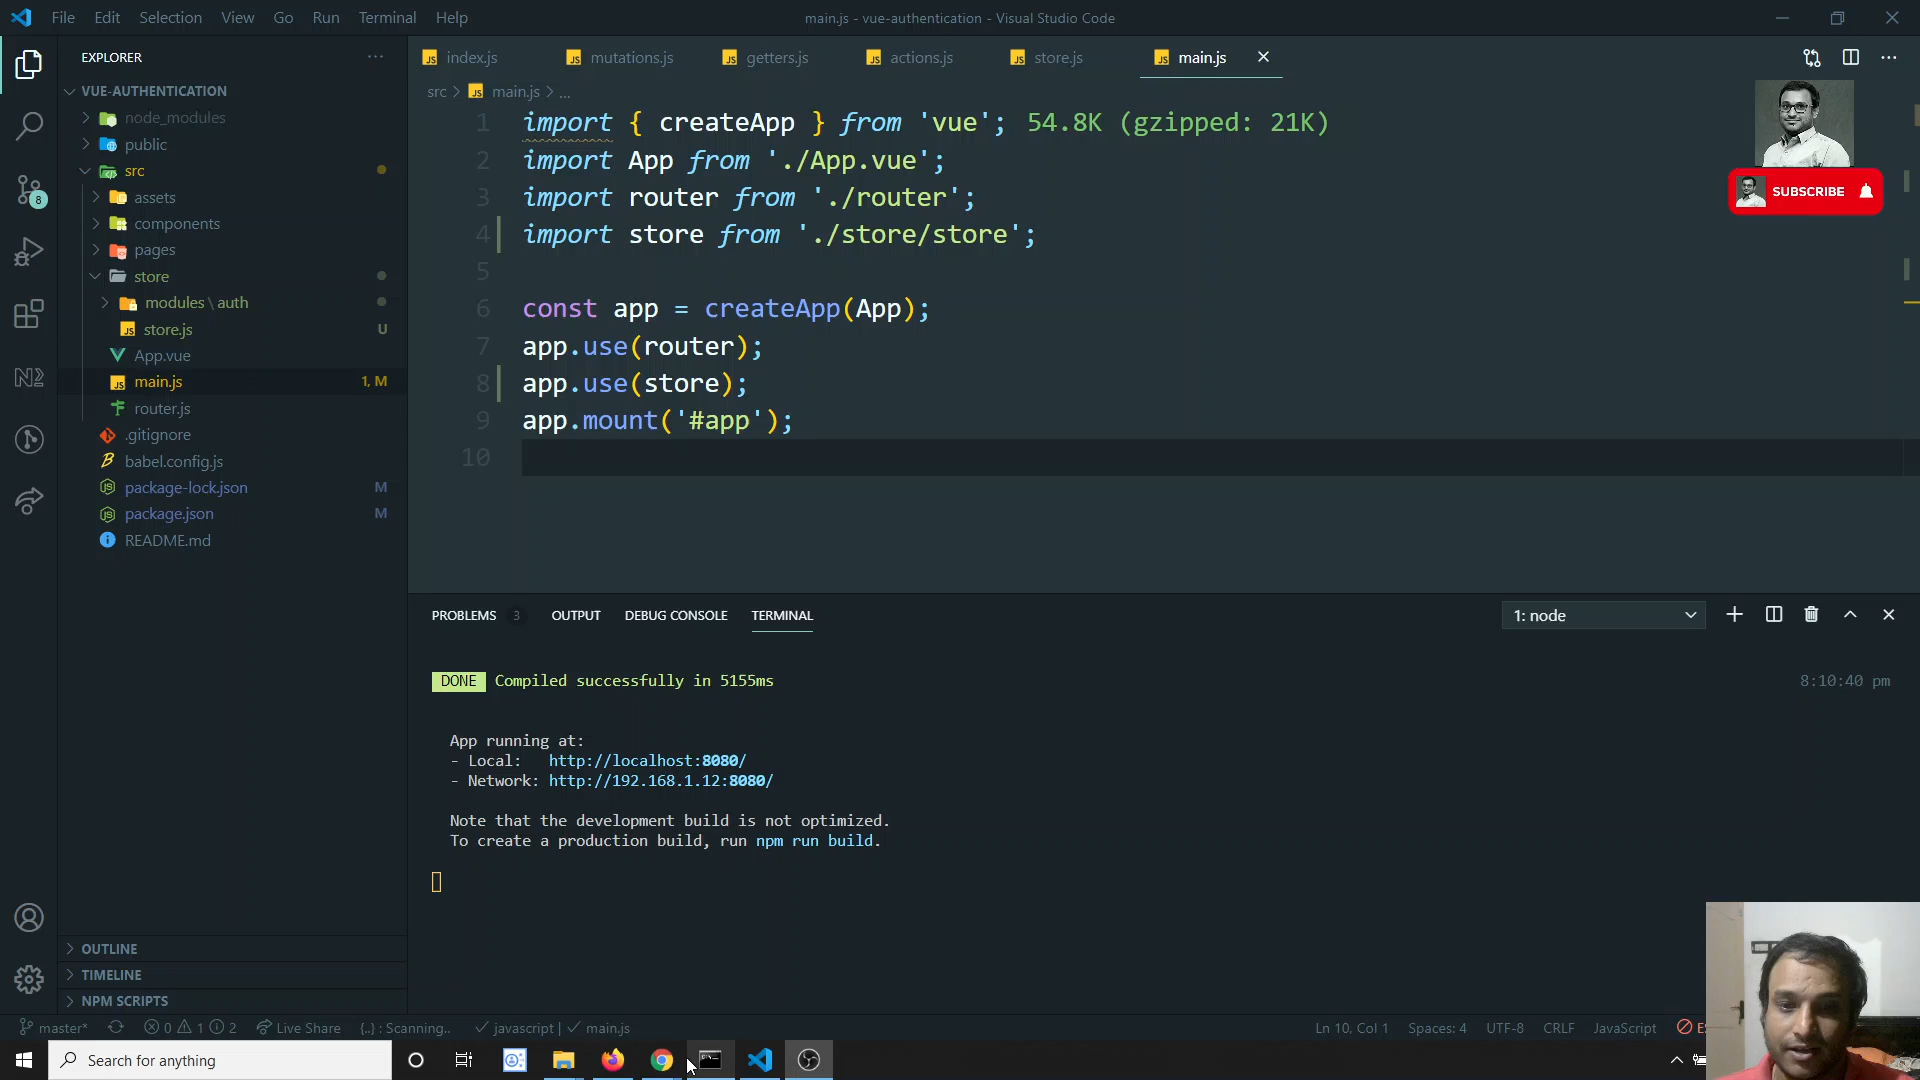 File Edit Selection View Go Run Terminal Help
main.js - vue-authentication - Visual Studio Code
EXPLORER
index.js mutations.js getters.js actions.js store.js main.js
VUE-AUTHENTICATION
src > main.js > ...
node_modules
public
src
assets
components
pages
store
modules \ auth
store.js U
App.vue
main.js 1, M
router.js
.gitignore
babel.config.js
package-lock.json M
package.json M
README.md
8
1 import { createApp } from 'vue'; 54.8K (gzipped: 21K)
2 import App from './App.vue';
3 import router from './router';
4 import store from './store/store';
5
6 const app = createApp(App);
7 app.use(router);
8 app.use(store);
9 app.mount('#app');
10
SUBSCRIBE
PROBLEMS 3 OUTPUT DEBUG CONSOLE TERMINAL
1: node
DONE Compiled successfully in 5155ms
8:10:40 pm
App running at:
- Local: http://localhost:8080/
- Network: http://192.168.1.12:8080/
Note that the development build is not optimized.
To create a production build, run npm run build.
OUTLINE
TIMELINE
NPM SCRIPTS
master* 0 1 2 Live Share {..} : Scanning.. javascript | main.js
Ln 10, Col 1 Spaces: 4 UTF-8 CRLF JavaScript
Search for anything